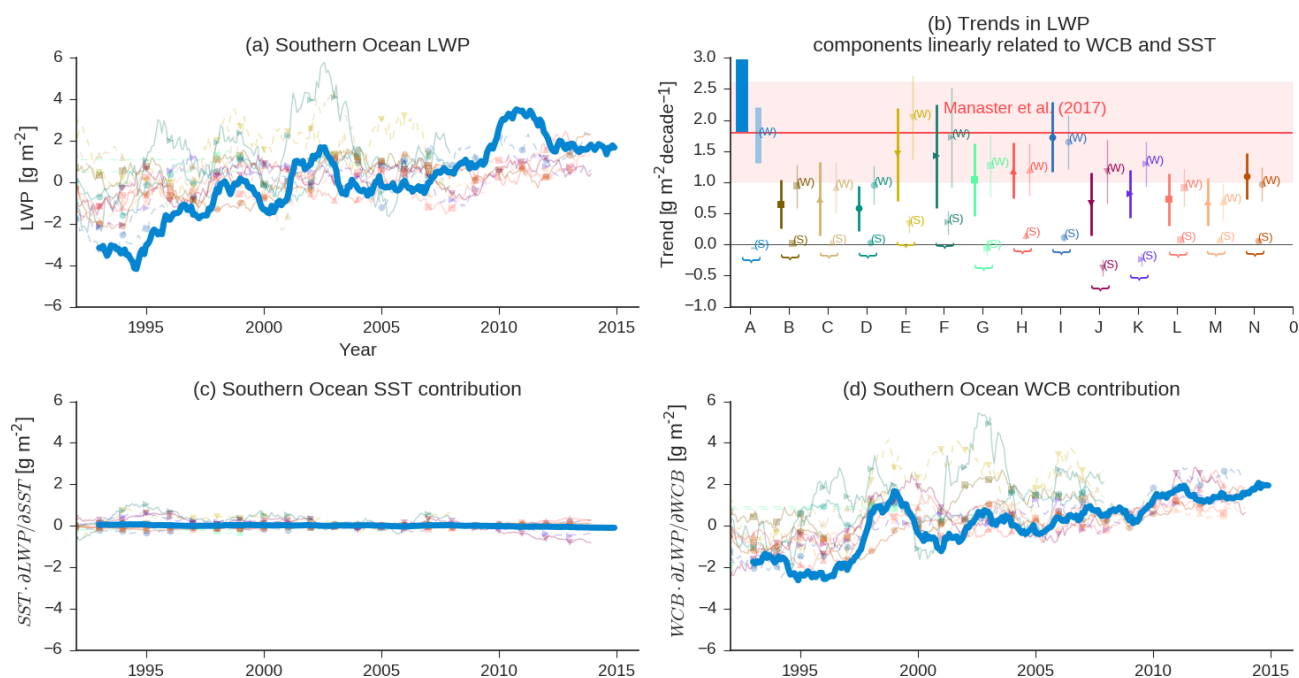 (a) Southern Ocean LWP
LWP [g m-2]
6
4
2
0
−2
−4
−6
1995 2000 2005 2010 2015
Year
(b) Trends in LWP
components linearly related to WCB and SST
Trend [g m-2decade−1]
3.0
2.5
2.0
1.5
1.0
0.5
0.0
−0.5
−1.0
Manaster et al. (2017)
(W) (W) (W) (W) (W) (W) (W) (W) (W) (W) (W) (W) (W) (W)
(S) (S) (S) (S) (S) (S) (S) (S) (S) (S) (S) (S) (S) (S)
A B C D E F G H I J K L M N 0
(c) Southern Ocean SST contribution
SST · ∂LWP/∂SST [g m-2]
6
4
2
0
−2
−4
−6
1995 2000 2005 2010 2015
(d) Southern Ocean WCB contribution
WCB · ∂LWP/∂WCB [g m-2]
6
4
2
0
−2
−4
−6
1995 2000 2005 2010 2015